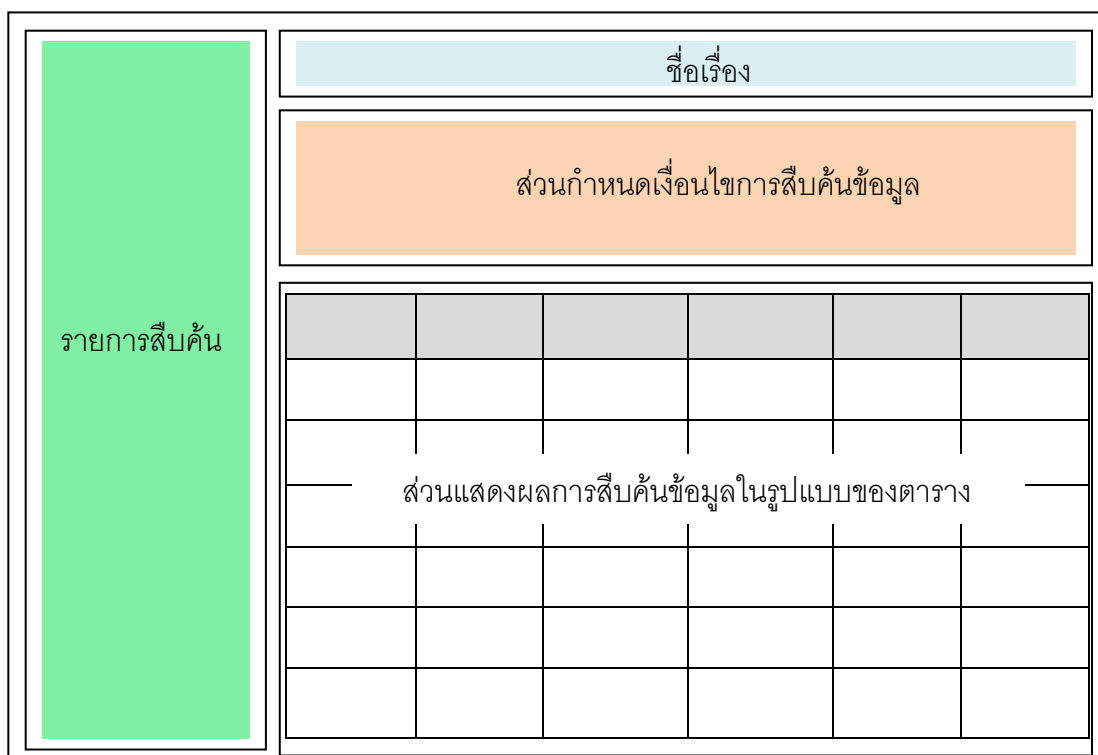 ชื่อเรื่อง
ส่วนกำหนดเงื่อนไขการสืบค้นข้อมูล
รายการสืบค้น
ส่วนแสดงผลการสืบค้นข้อมูลในรูปแบบของตาราง